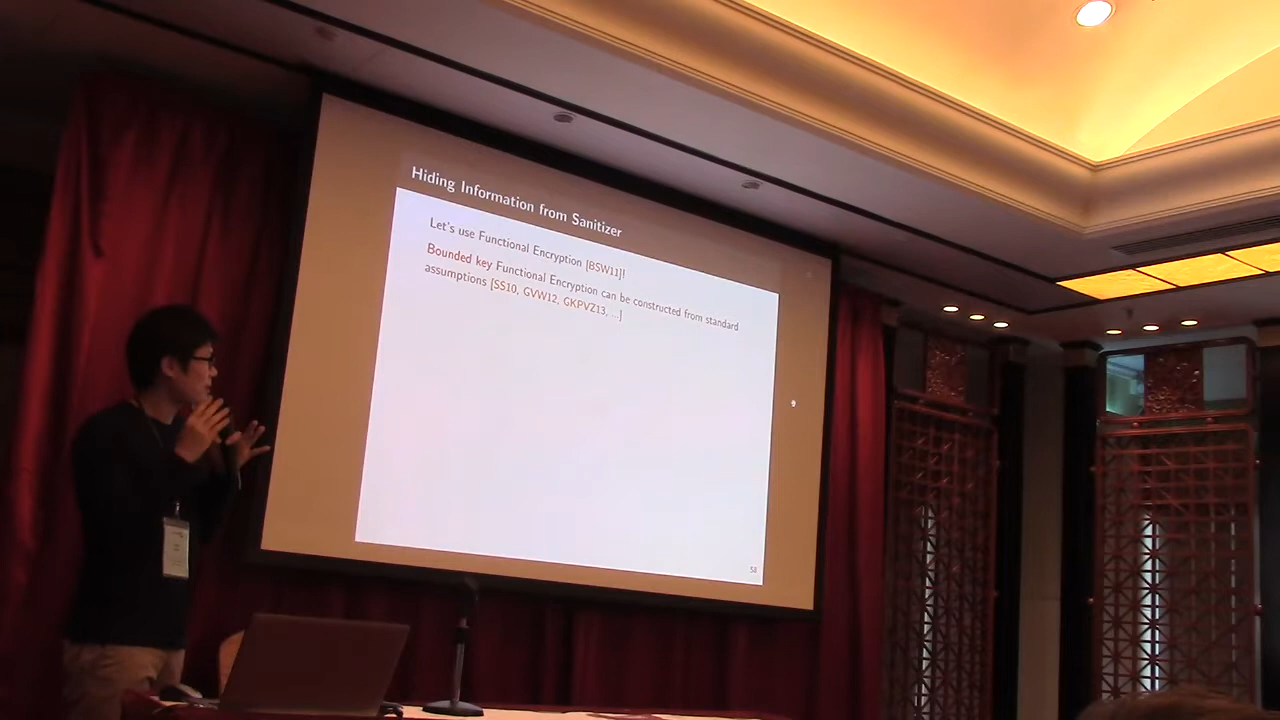 Hiding Information from Sanitizer
Let's use Functional Encryption [BSW11]!
Bounded key Functional Encryption can be constructed from standard
assumptions [SS10, GVW12, GKPVZ13, ...]
58